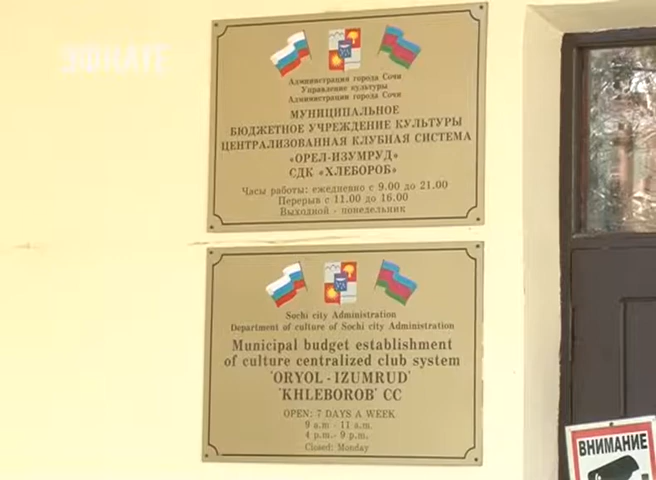 ЭФКАТЕ
Администрация города Сочи
Управление культуры
Администрации города Сочи
МУНИЦИПАЛЬНОЕ
БЮДЖЕТНОЕ УЧРЕЖДЕНИЕ КУЛЬТУРЫ
ЦЕНТРАЛИЗОВАННАЯ КЛУБНАЯ СИСТЕМА
«ОРЕЛ-ИЗУМРУД»
СДК «ХЛЕБОРОБ»
Часы работы: ежедневно с 9.00 до 21.00
Перерыв с 11.00 до 16.00
Выходной - понедельник
Sochi city Administration
Department of culture of Sochi city Administration
Municipal budget establishment
of culture centralized club system
'ORYOL - IZUMRUD'
'KHLEBOROB' CC
OPEN: 7 DAYS A WEEK
9 a.m - 11 a.m.
4 p.m.- 9 p.m.
Closed: Monday
ВНИМАНИЕ